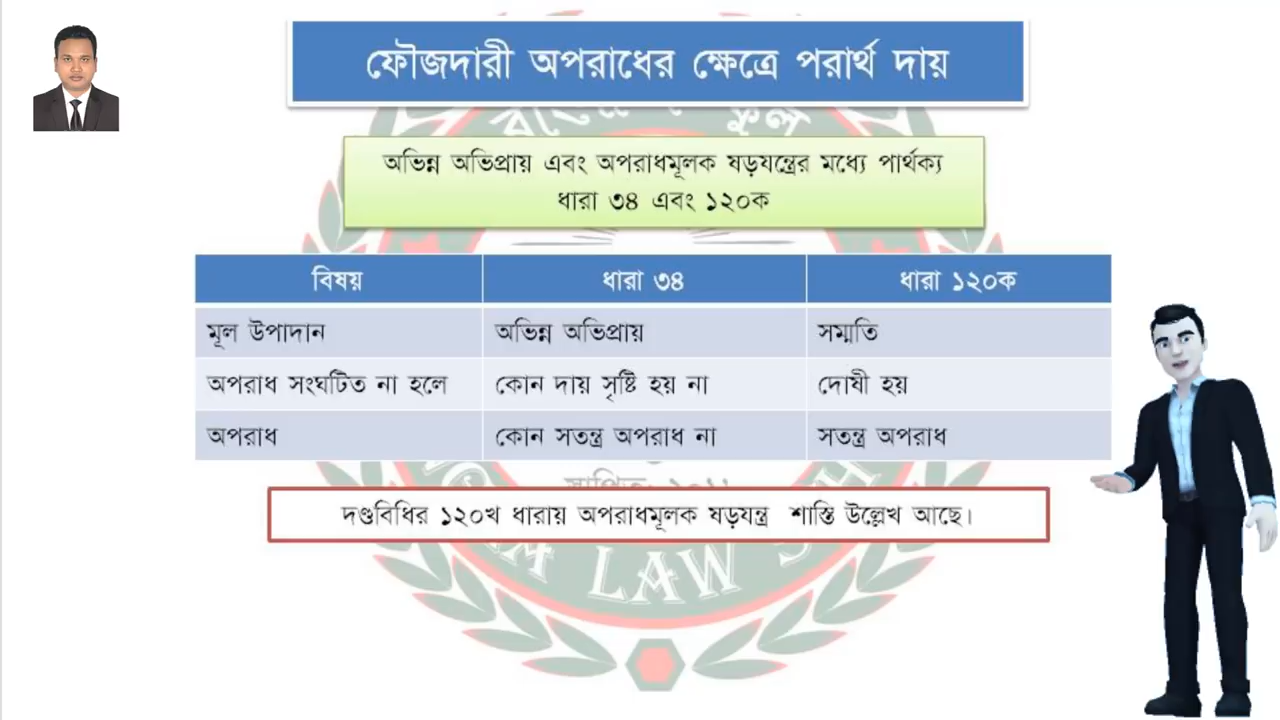 ফৌজদারী অপরাধের ক্ষেত্রে পরার্থ দায়
অভিন্ন অভিপ্রায় এবং অপরাধমূলক ষড়যন্ত্রের মধ্যে পার্থক্য
ধারা ৩৪ এবং ১২০ক
বিষয় ধারা ৩৪ ধারা ১২০ক
মূল উপাদান অভিন্ন অভিপ্রায় সম্মতি
অপরাধ সংঘটিত না হলে কোন দায় সৃষ্টি হয় না দোষী হয়
অপরাধ কোন সতন্ত্র অপরাধ না সতন্ত্র অপরাধ
দণ্ডবিধির ১২০খ ধারায় অপরাধমূলক ষড়যন্ত্র শাস্তি উল্লেখ আছে।
LAW